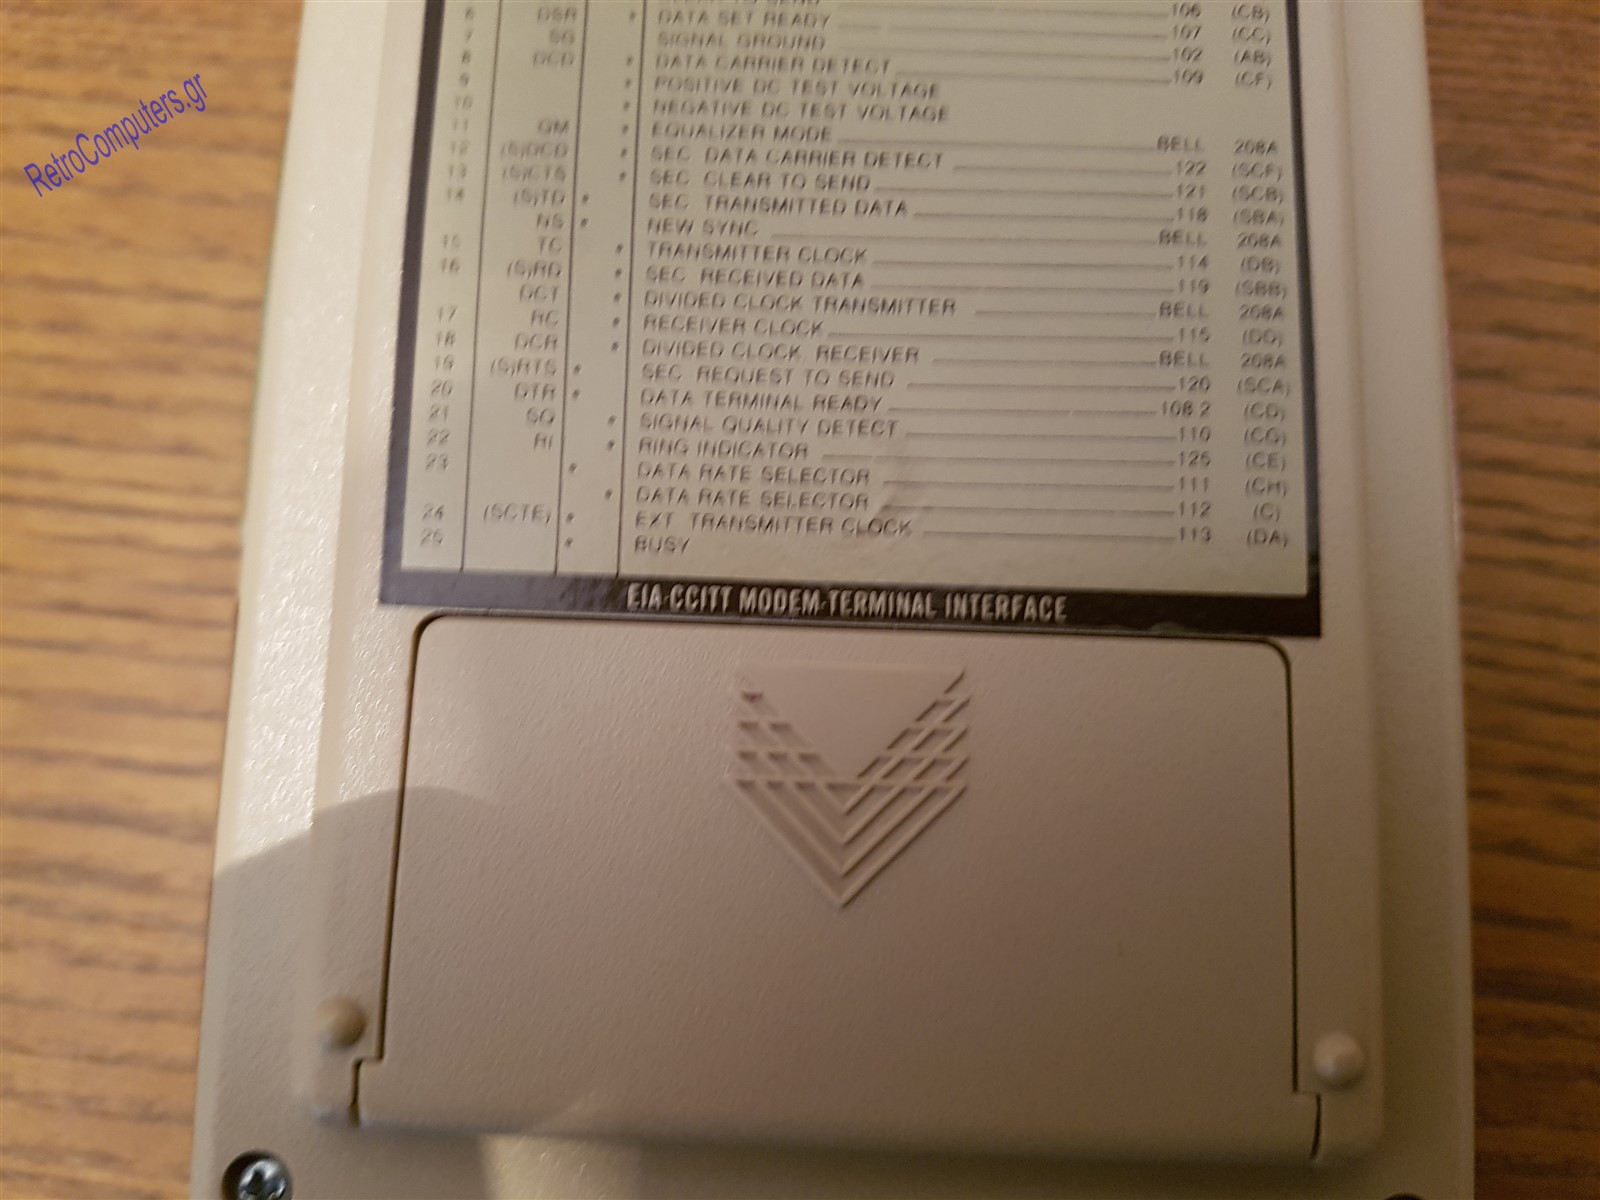 RetroComputers.gr
6 DSR * DATA SET READY 106 (CB)
7 SG SIGNAL GROUND 107 (CC)
8 DCD * DATA CARRIER DETECT 102 (AB)
9 * POSITIVE DC TEST VOLTAGE 109 (CF)
10 * NEGATIVE DC TEST VOLTAGE
11 QM * EQUALIZER MODE BELL 208A
12 (S)DCD * SEC DATA CARRIER DETECT 122 (SCF)
13 (S)CTS * SEC CLEAR TO SEND 121 (SCB)
14 (S)TD * SEC TRANSMITTED DATA 118 (SBA)
NS * NEW SYNC BELL 208A
15 TC * TRANSMITTER CLOCK 114 (DB)
16 (S)RD * SEC RECEIVED DATA 119 (SBB)
DCT * DIVIDED CLOCK TRANSMITTER BELL 208A
17 RC * RECEIVER CLOCK 115 (DD)
18 DCR * DIVIDED CLOCK RECEIVER BELL 208A
19 (S)RTS * SEC REQUEST TO SEND 120 (SCA)
20 DTR * DATA TERMINAL READY 108 2 (CD)
21 SQ * SIGNAL QUALITY DETECT 110 (CG)
22 RI * RING INDICATOR 125 (CE)
23 * DATA RATE SELECTOR 111 (CH)
* DATA RATE SELECTOR 112 (C)
24 (SCTE) * EXT TRANSMITTER CLOCK 113 (DA)
25 * BUSY
EIA-CCITT MODEM-TERMINAL INTERFACE